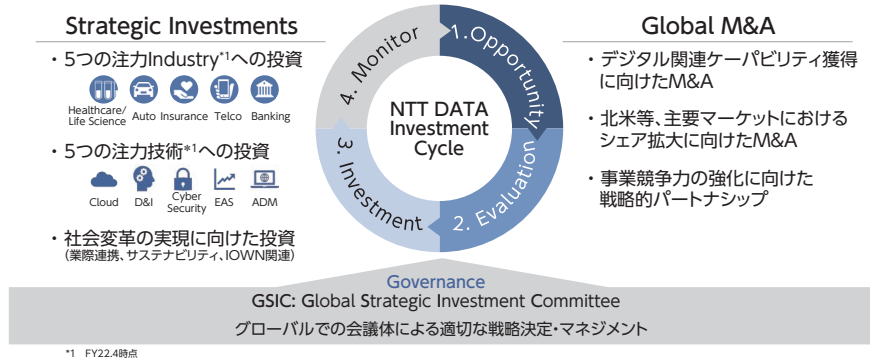 Strategic Investments
・5つの注力Industry*1への投資
Healthcare/
Life Science
Auto
Insurance
Telco
Banking
・5つの注力技術*1への投資
Cloud
D&I
Cyber
Security
EAS
ADM
・社会変革の実現に向けた投資
(業際連携、サステナビリティ、IOWN関連)
1.Opportunity
2. Evaluation
3. Investment
4. Monitor
NTT DATA
Investment
Cycle
Global M&A
・デジタル関連ケーパビリティ獲得
に向けたM&A
・北米等、主要マーケットにおける
シェア拡大に向けたM&A
・事業競争力の強化に向けた
戦略的パートナシップ
Governance
GSIC: Global Strategic Investment Committee
グローバルでの会議体による適切な戦略決定・マネジメント
*1 FY22.4時点